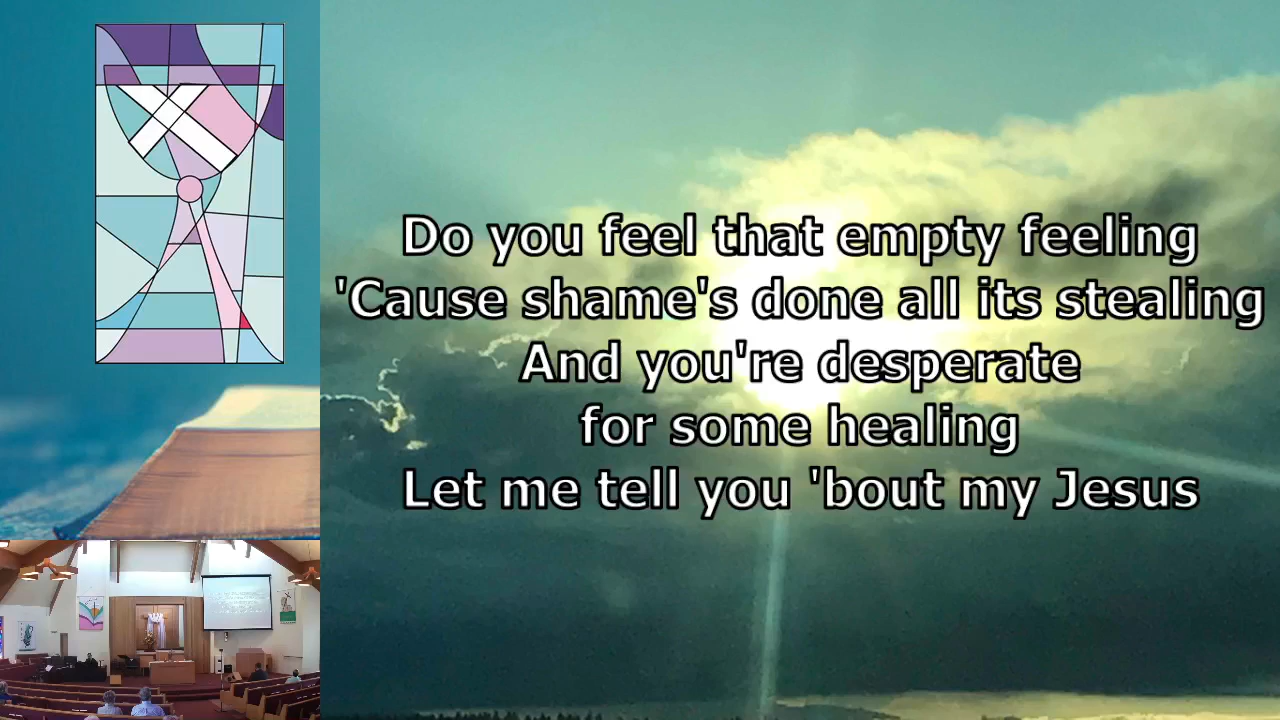 Do you feel that empty feeling
'Cause shame's done all its stealing
And you're desperate
for some healing
Let me tell you 'bout my Jesus